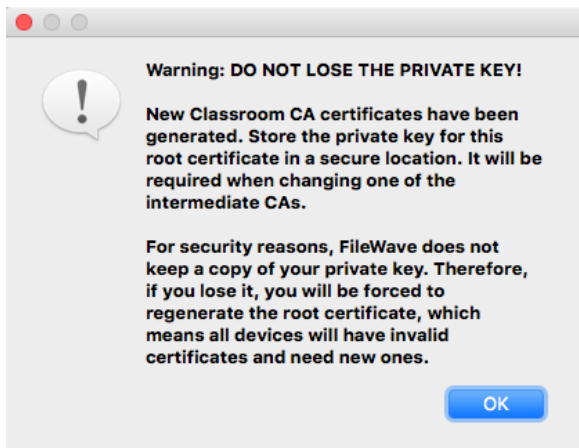 Warning: DO NOT LOSE THE PRIVATE KEY!
New Classroom CA certificates have been
generated. Store the private key for this
root certificate in a secure location. It will be
required when changing one of the
intermediate CAs.
For security reasons, FileWave does not
keep a copy of your private key. Therefore,
if you lose it, you will be forced to
regenerate the root certificate, which
means all devices will have invalid
certificates and need new ones.
OK